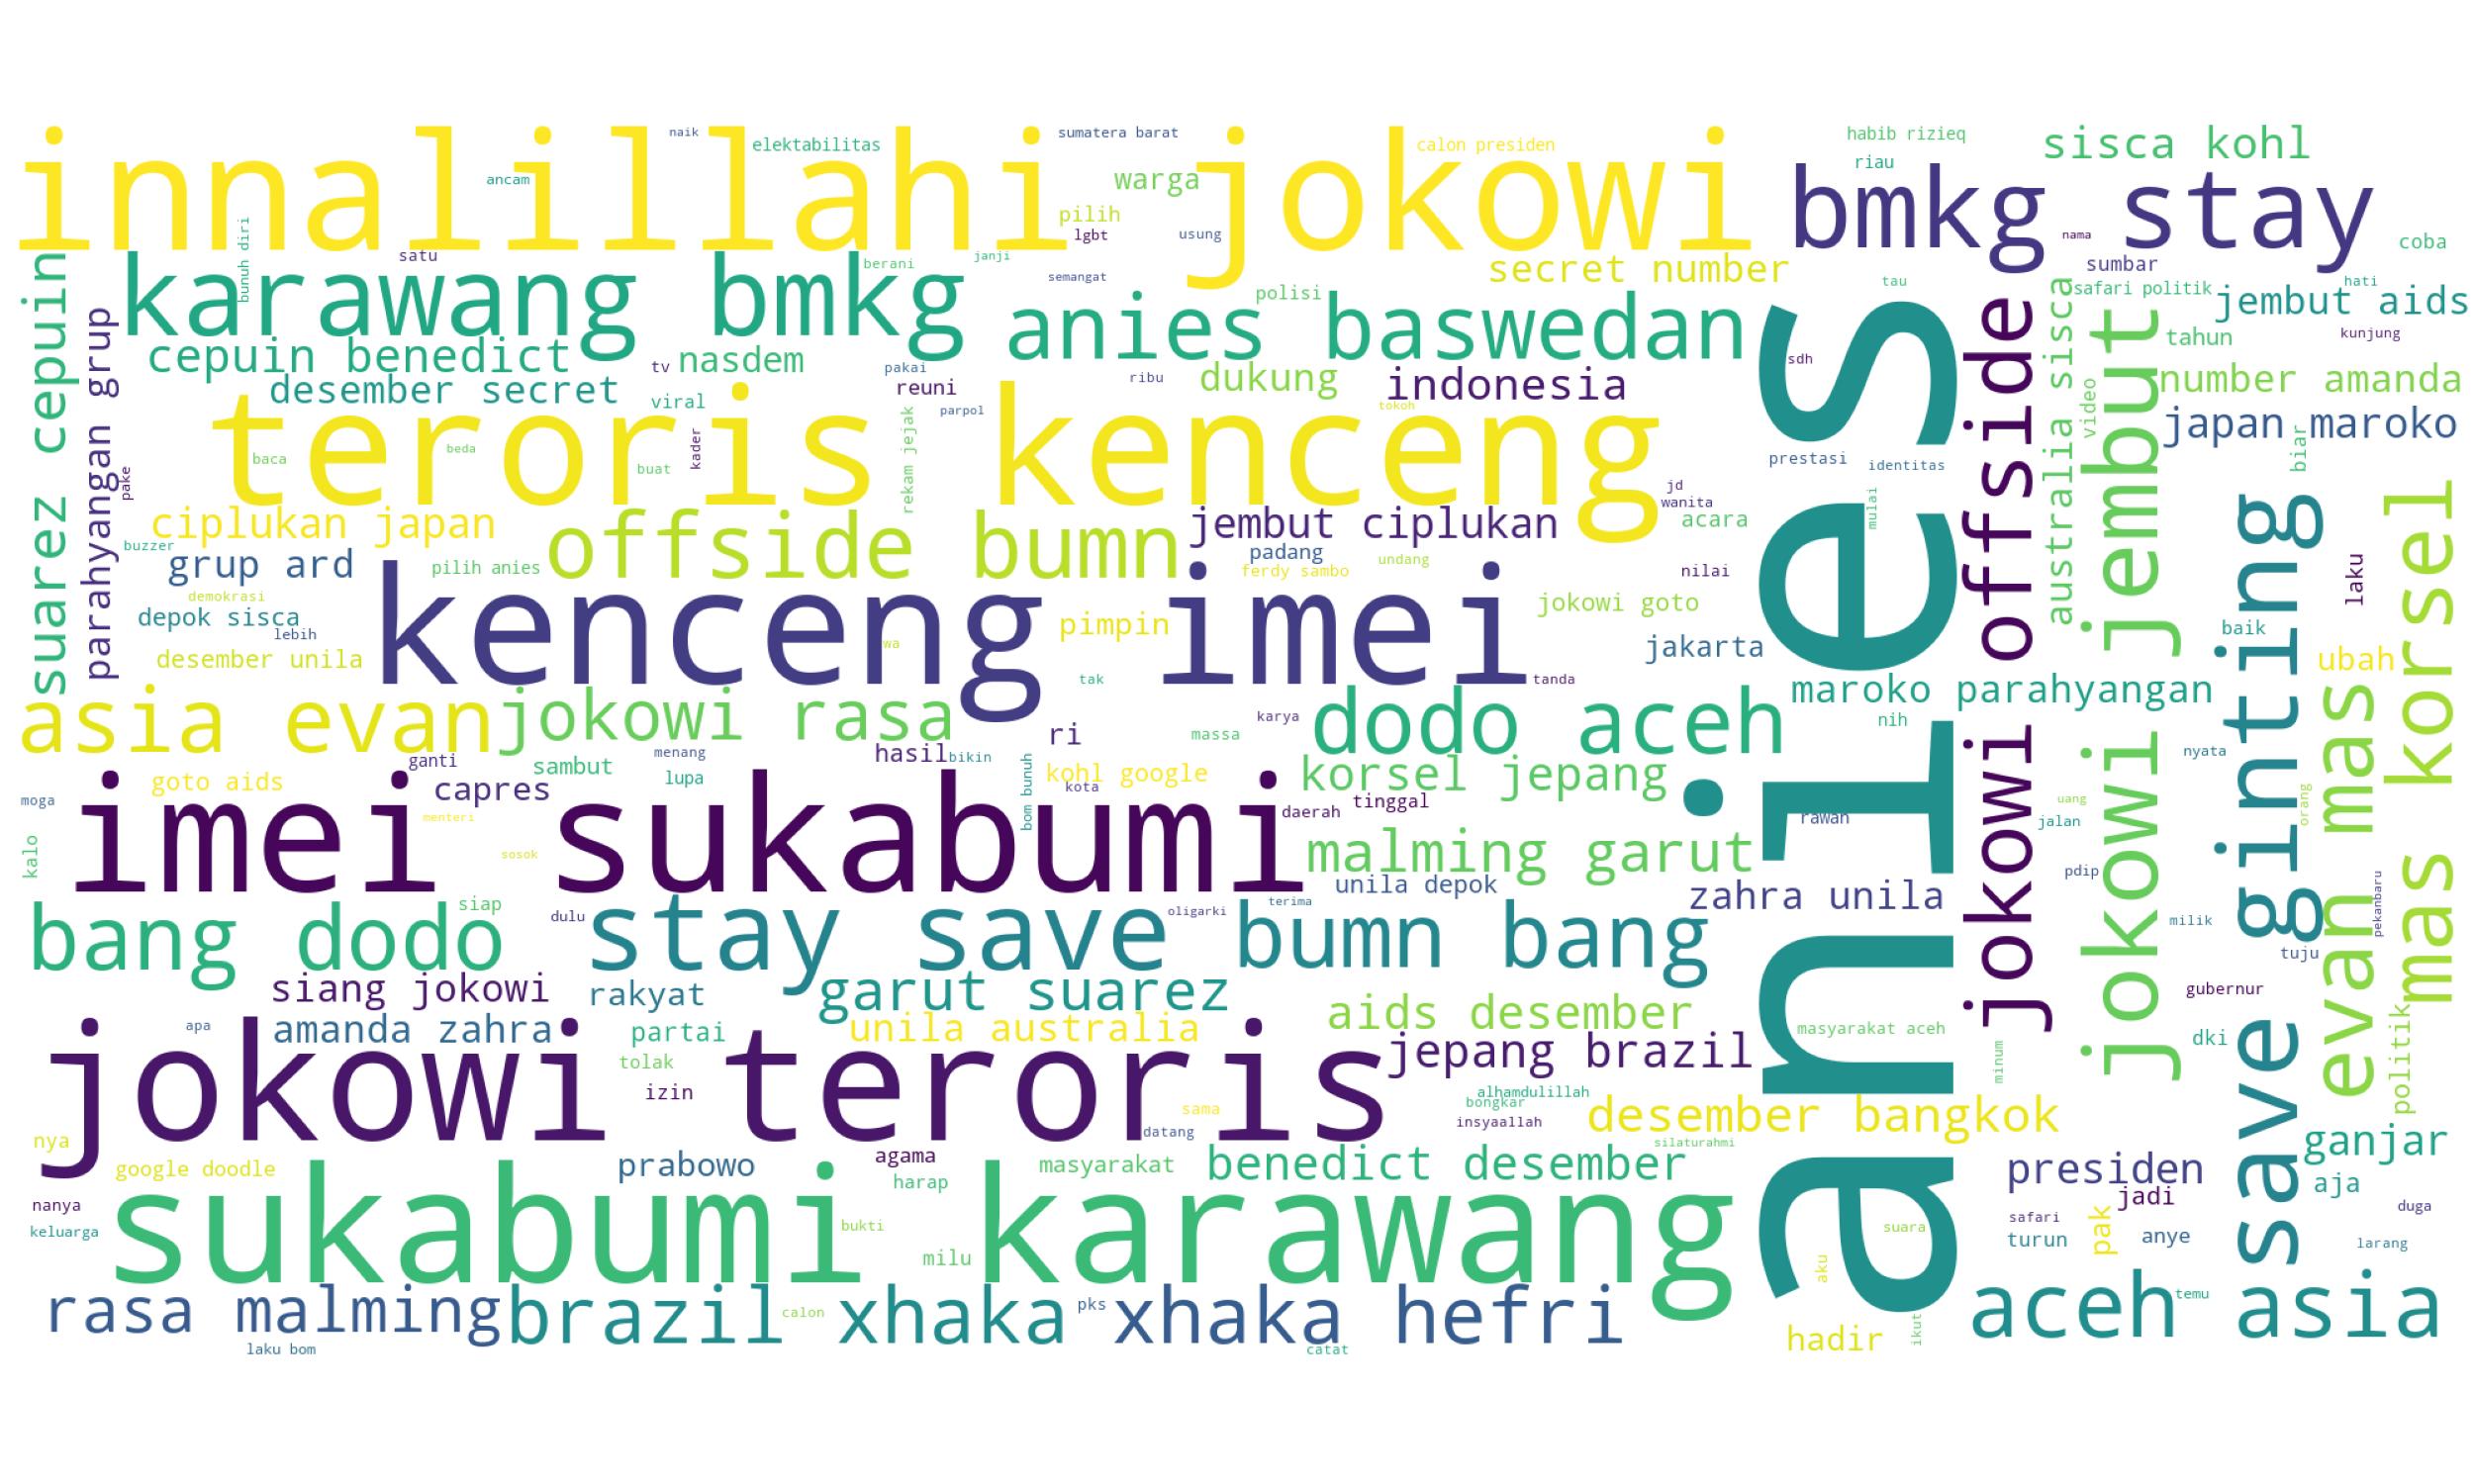 naik
elektabilitas
sumatera barat
calon presiden
habib rizieq
sisca kohl
innalillahi jokowi
ancam
warga
riau
bmkg stay
pilih
lgbt
usung
nama
coba
bunuh diri
satu
karawang bmkg
berani
janji
semangat
secret number
sumbar
tau
safari politik
hati
jembut aids
polisi
anies baswedan
kunjung
suarez cepuin
parahyangan grup
cepuin benedict
tv
nasdem
pakai
ribu
dukung
indonesia
sdh
tahun
desember secret
viral
reuni
number amanda
teroris kenceng
rekam jejak
parpol
tokoh
japan maroko
baca
beda
buat
kader
pake
prestasi
identitas
video
biar
anies
jokowi offside
australia sisca
jokowi jembut
save ginting
evan mas
mas korsel
jd
wanita
mulai
ciplukan japan
offside bumn
jembut ciplukan
acara
buzzer
grup ard
pilih anies
padang
ferdy sambo
undang
nilai
laku
demokrasi
kenceng imei
depok sisca
lebih
pimpin
jokowi goto
baik
desember unila
wa
jakarta
ubah
tak
tanda
maroko parahyangan
asia evan
jokowi rasa
karya
dodo aceh
nih
ri
massa
hasil
bikin
menang
ganti
sambut
lupa
nyata
goto aids
capres
kohl google
kota
korsel jepang
moga
imei sukabumi
bom bunuh
daerah
tinggal
uang
orang
menteri
rawan
jalan
kalo
sosok
malming garut
pdip
unila depok
zahra unila
pekanbaru
bang dodo
siap
dulu
stay save
oligarki
terima
bumn bang
milik
tuju
siang jokowi
rakyat
garut suarez
gubernur
aids desember
apa
amanda zahra
partai
unila australia
masyarakat aceh
dki
politik
jokowi teroris
tolak
jepang brazil
minum
izin
alhamdulillah
bongkar
sama
insyaallah
desember bangkok
datang
nya
silaturahmi
ganjar
google doodle
prabowo
agama
masyarakat
benedict desember
presiden
harap
aja
jadi
nanya
sukabumi karawang
duga
keluarga
bukti
suara
safari
turun
pak
anye
larang
milu
aku
rasa malming
brazil xhaka
calon
pks
xhaka hefri
temu
aceh asia
hadir
ikut
laku bom
catat